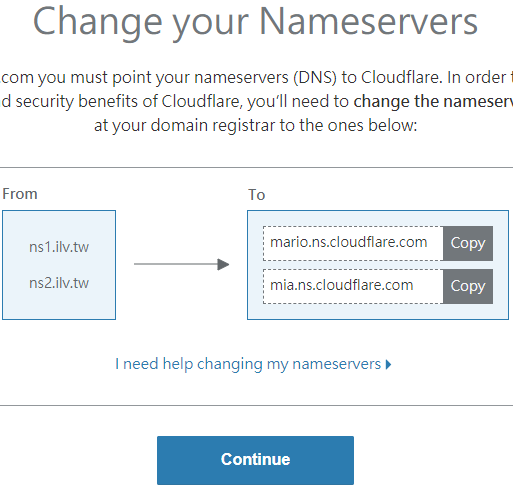 Change your Nameservers
.com you must point your nameservers (DNS) to Cloudflare. In order t
d security benefits of Cloudflare, you'll need to change the nameserv
at your domain registrar to the ones below:
From
To
ns1.ilv.tw
ns2.ilv.tw
mario.ns.cloudflare.com Copy
mia.ns.cloudflare.com Copy
I need help changing my nameservers
Continue